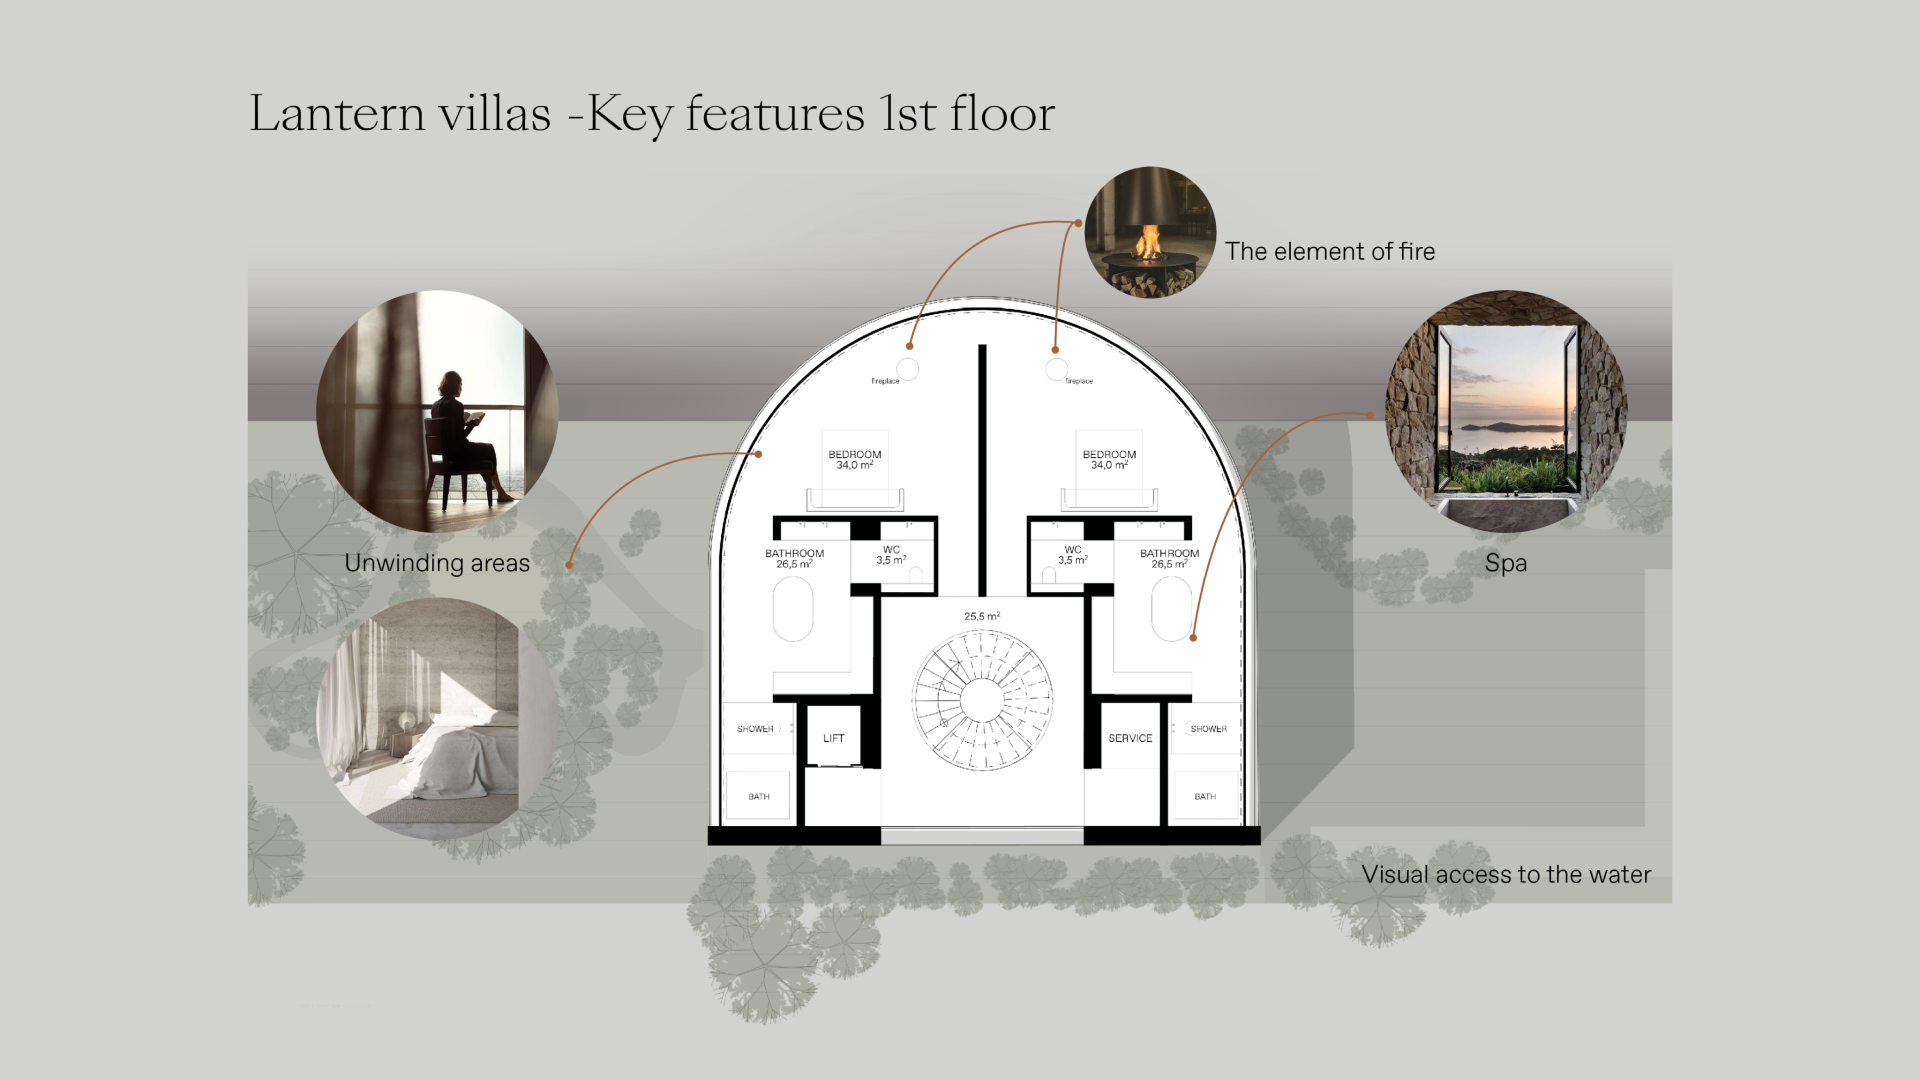 Lantern villas -Key features 1st floor
The element of fire
fireplace
fireplace
BEDROOM
34,0 m²
BEDROOM
34,0 m²
Unwinding areas
BATHROOM
26,5 m²
WC
3,5 m²
WC
3,5 m²
BATHROOM
26,5 m²
Spa
25,5 m²
SHOWER
LIFT
SERVICE
SHOWER
BATH
BATH
Visual access to the water